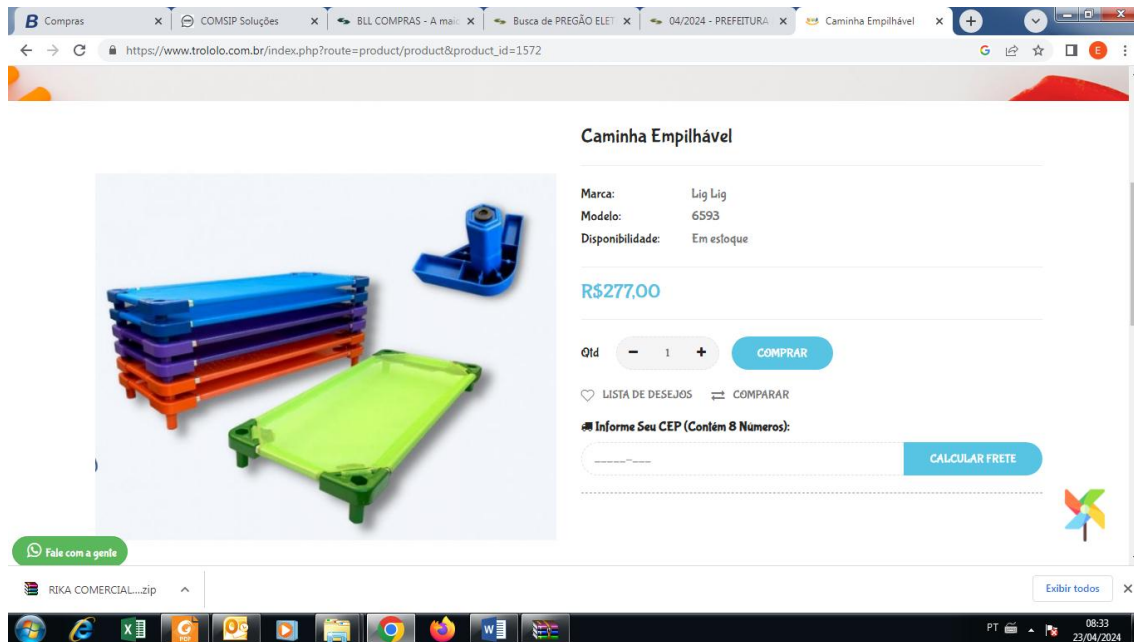 B Compras
COMSIP Soluções
BLL COMPRAS - A maio
Busca de PREGÃO ELET
04/2024 - PREFEITURA
Caminha Empilhável
https://www.trololo.com.br/index.php?route=product/product&product_id=1572
G
E
Caminha Empilhável
Marca: Lig Lig
Modelo: 6593
Disponibilidade: Em estoque
R$277,00
Qtd - 1 + COMPRAR
LISTA DE DESEJOS COMPARAR
Informe Seu CEP (Contém 8 Números):
_____-___ CALCULAR FRETE
Fale com a gente
RIKA COMERCIAL....zip
Exibir todos
PT 08:33
23/04/2024